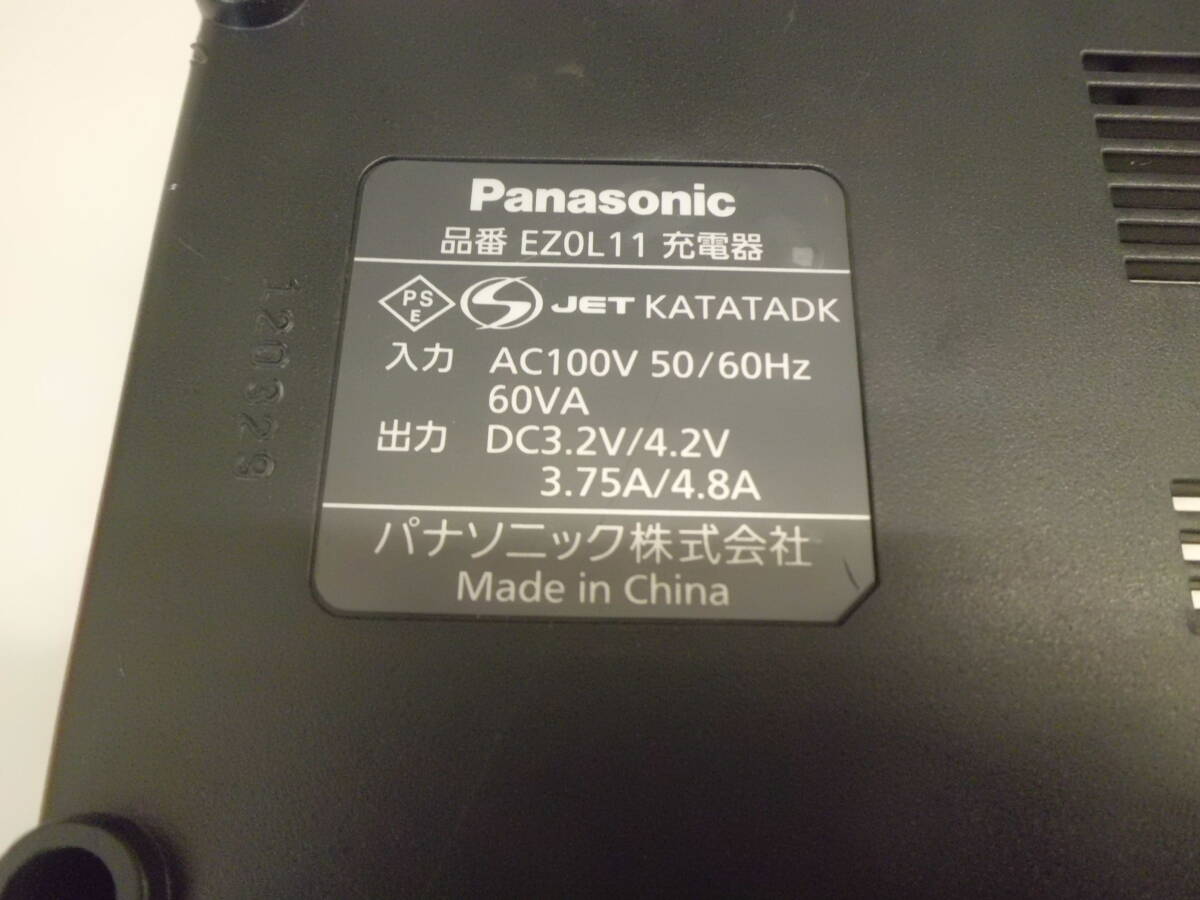 Panasonic
品番 EZ0L11 充電器
PS
E
JET KATATADK
入力 AC100V 50/60Hz
60VA
出力 DC3.2V/4.2V
3.75A/4.8A
パナソニック株式会社
Made in China
120329